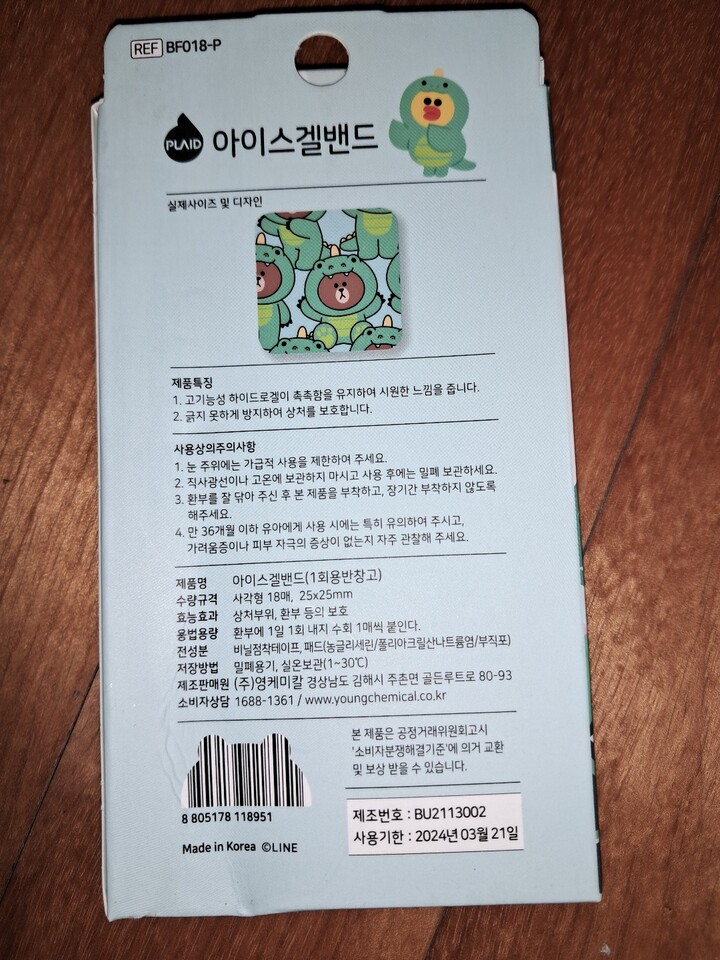 REF BF018-P
PLAID 아이스겔밴드
실제사이즈 및 디자인
제품특징
1. 고기능성 하이드로겔이 촉촉함을 유지하여 시원한 느낌을 줍니다.
2. 긁지 못하게 방지하여 상처를 보호합니다.
사용상의주의사항
1. 눈 주위에는 가급적 사용을 제한하여 주세요.
2. 직사광선이나 고온에 보관하지 마시고 사용 후에는 밀폐 보관하세요.
3. 환부를 잘 닦아 주신 후 본 제품을 부착하고, 장기간 부착하지 않도록
해주세요.
4. 만 36개월 이하 유아에게 사용 시에는 특히 유의하여 주시고,
가려움증이나 피부 자극의 증상이 없는지 자주 관찰해 주세요.
제품명 아이스겔밴드(1회용반창고)
수량규격 사각형 18매, 25x25mm
효능효과 상처부위, 환부 등의 보호
용법용량 환부에 1일 1회 내지 수회 1매씩 붙인다.
전성분 비닐점착테이프, 패드(농글리세린/폴리아크릴산나트륨염/부직포)
저장방법 밀폐용기, 실온보관(1~30℃)
제조판매원 (주)영케미칼 경상남도 김해시 주촌면 골든루트로 80-93
소비자상담 1688-1361 / www.youngchemical.co.kr
본 제품은 공정거래위원회고시
'소비자분쟁해결기준'에 의거 교환
및 보상 받을 수 있습니다.
8 805178 118951
Made in Korea ©LINE
제조번호 : BU2113002
사용기한 : 2024년 03월 21일